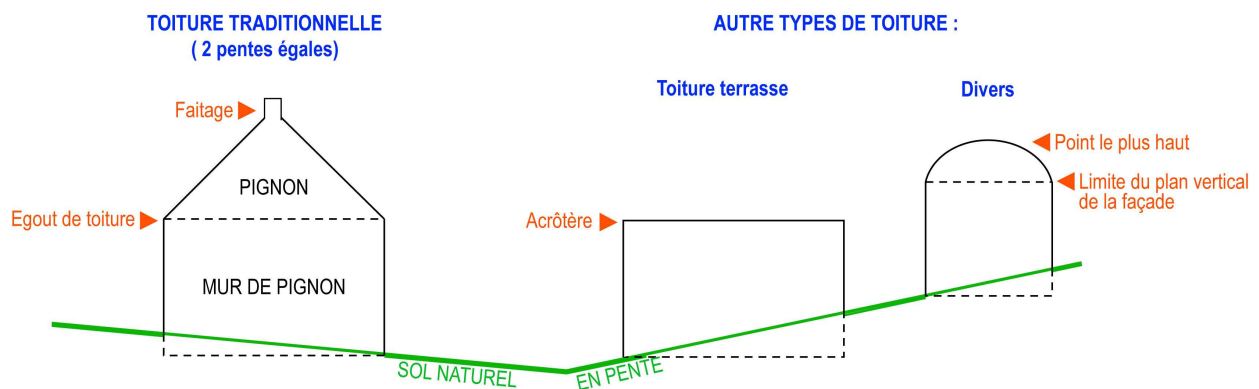 TOITURE TRADITIONNELLE
( 2 pentes égales)
Faitage
PIGNON
Egout de toiture
MUR DE PIGNON
AUTRE TYPES DE TOITURE :
Toiture terrasse
Divers
Point le plus haut
Limite du plan vertical
de la façade
Acrôtère
SOL NATUREL
EN PENTE